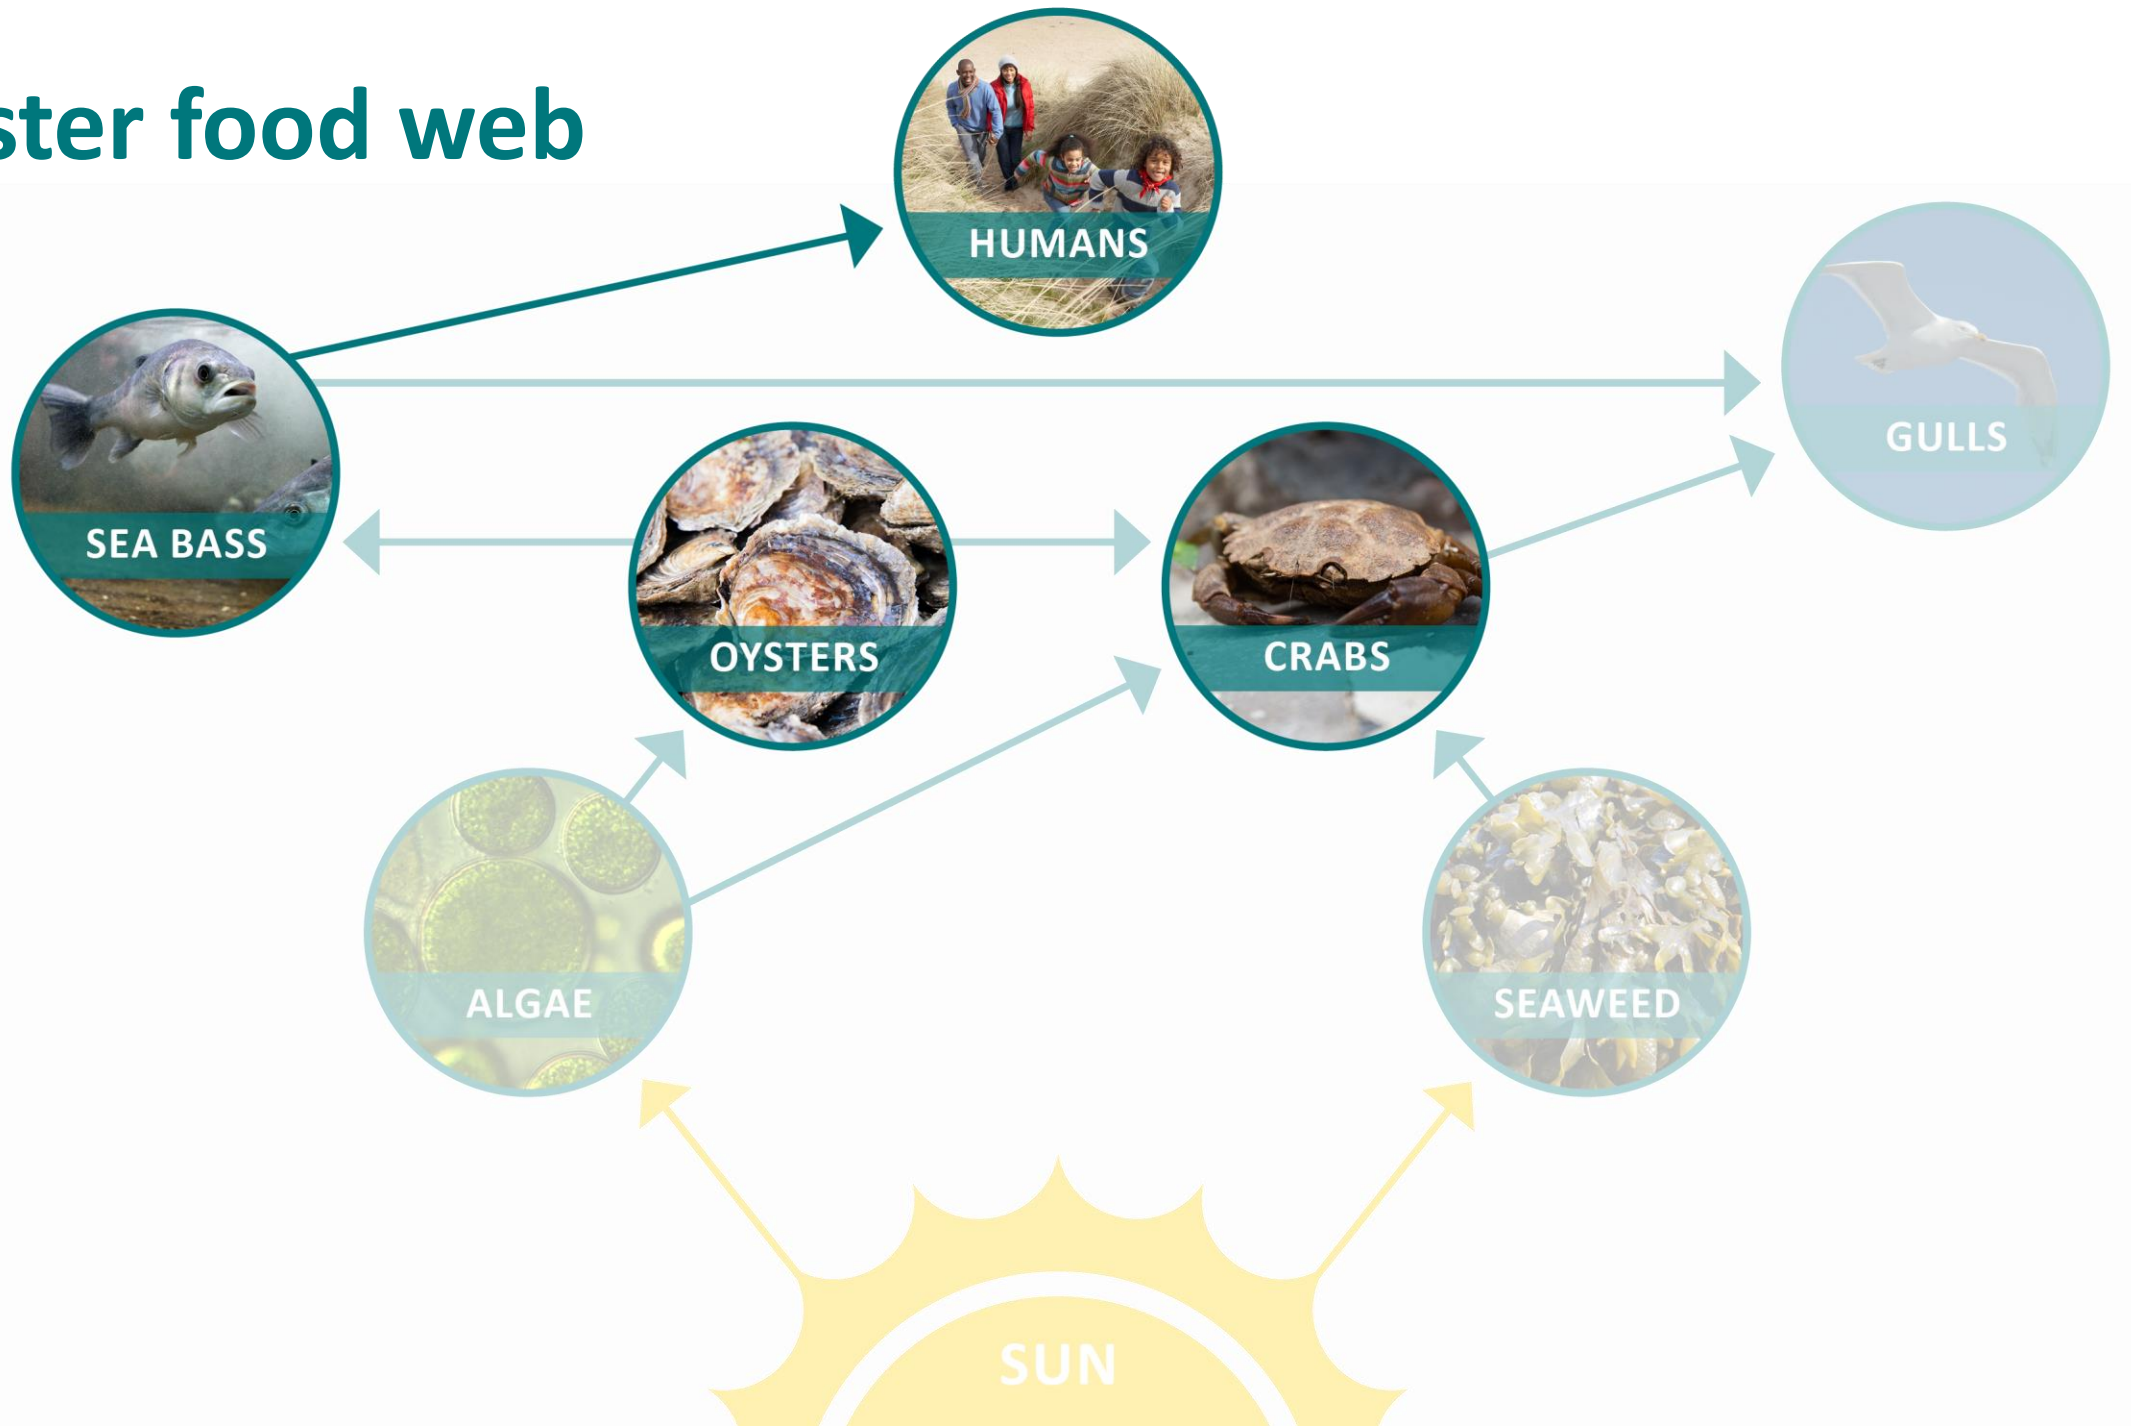 ster food web
HUMANS
GULLS
SEA BASS
OYSTERS
CRABS
ALGAE
SEAWEED
SUN